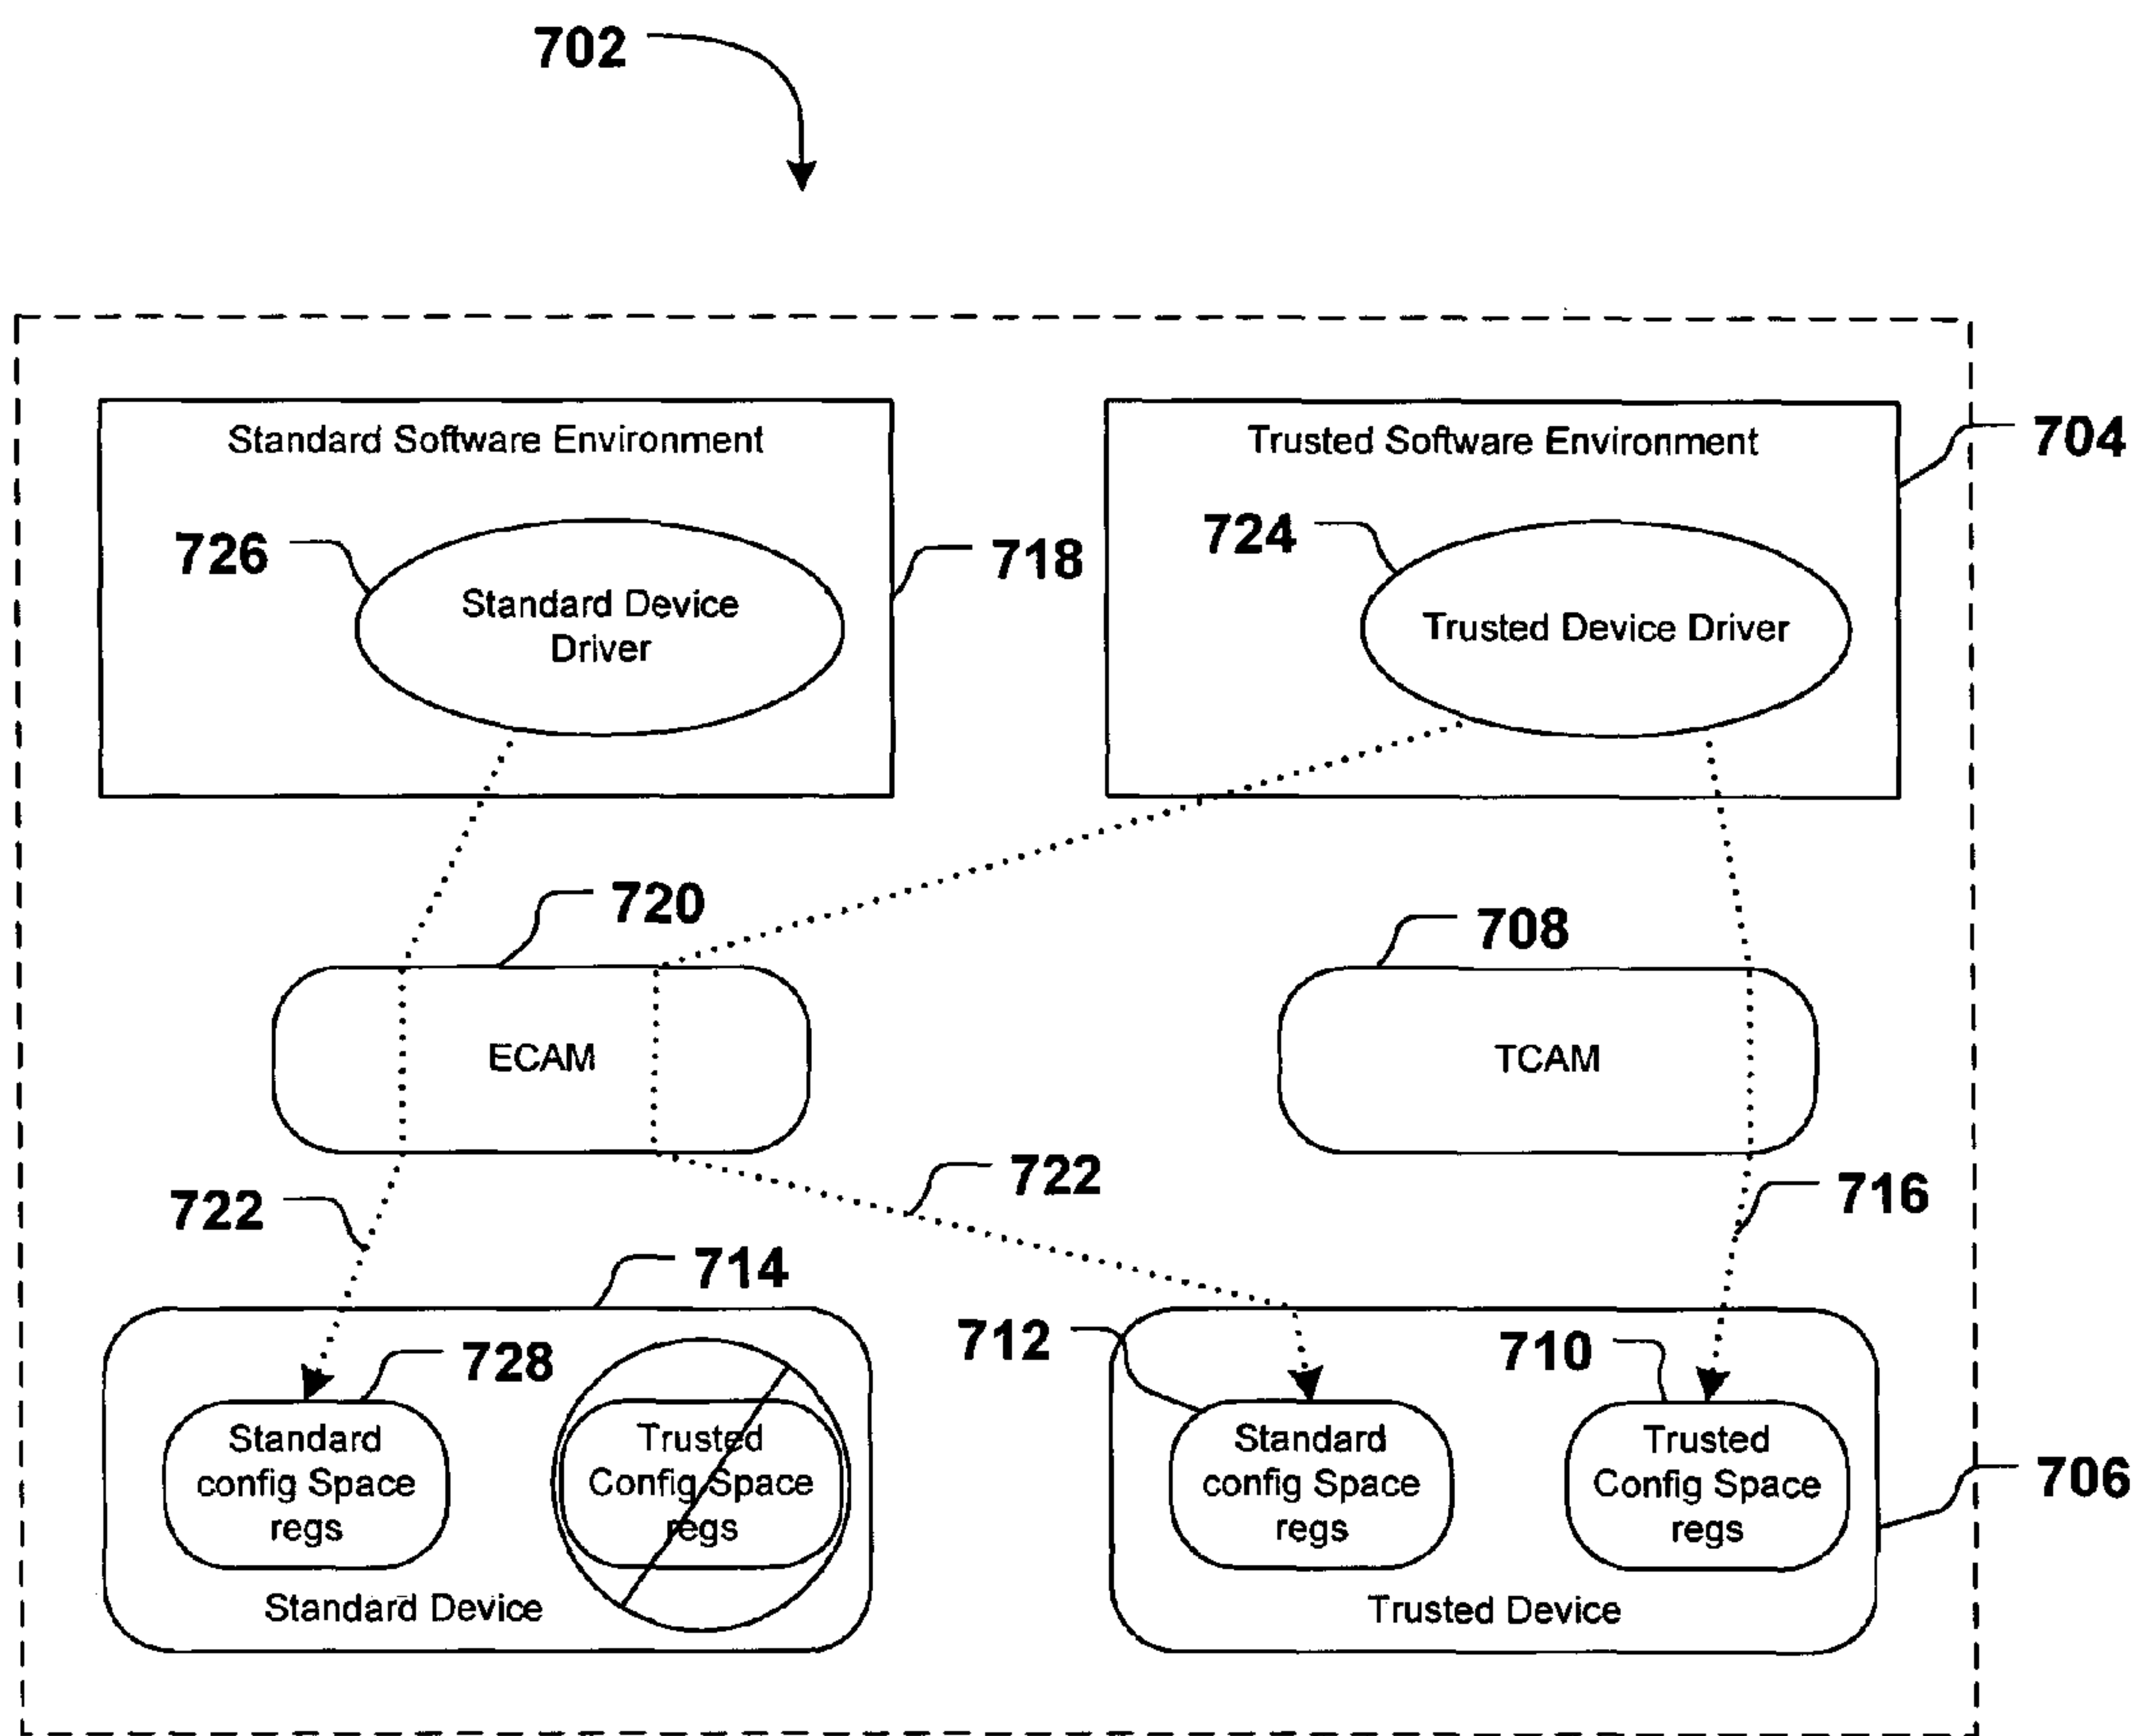 702
Standard Software Environment
Trusted Software Environment
704
726
718
724
Standard Device
Driver
Trusted Device Driver
720
708
ECAM
TCAM
722
722
716
714
712
710
728
Standard
config Space
regs
Trusted
Config Space
regs
Standard
config Space
regs
Trusted
Config Space
regs
706
Standard Device
Trusted Device